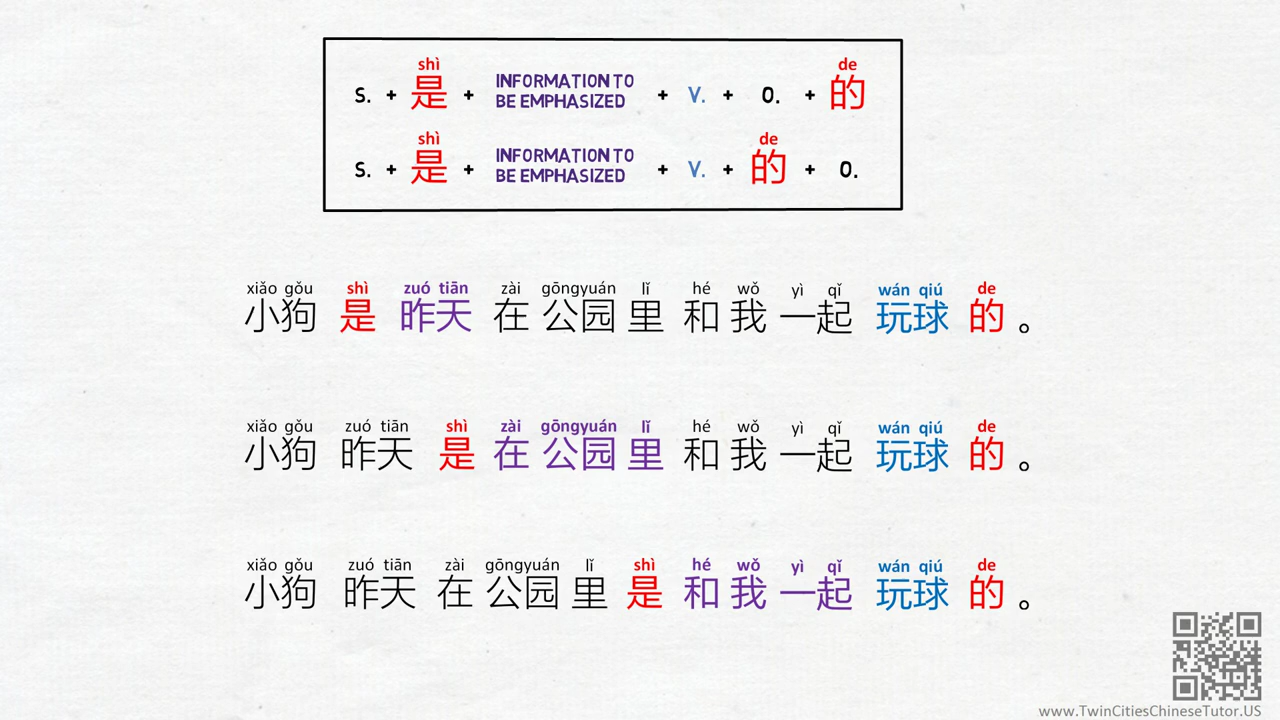 shì de
S. + 是 + INFORMATION TO BE EMPHASIZED + V. + O. + 的
shì de
S. + 是 + INFORMATION TO BE EMPHASIZED + V. + 的 + O.
xiǎo gǒu shì zuó tiān zài gōngyuán lǐ hé wǒ yì qǐ wán qiú de
小狗 是 昨天 在 公园 里 和 我 一起 玩球 的 。
xiǎo gǒu zuó tiān shì zài gōngyuán lǐ hé wǒ yì qǐ wán qiú de
小狗 昨天 是 在 公园 里 和 我 一起 玩球 的 。
xiǎo gǒu zuó tiān zài gōngyuán lǐ shì hé wǒ yì qǐ wán qiú de
小狗 昨天 在 公园 里 是 和 我 一起 玩球 的 。
www.TwinCitiesChineseTutor.US